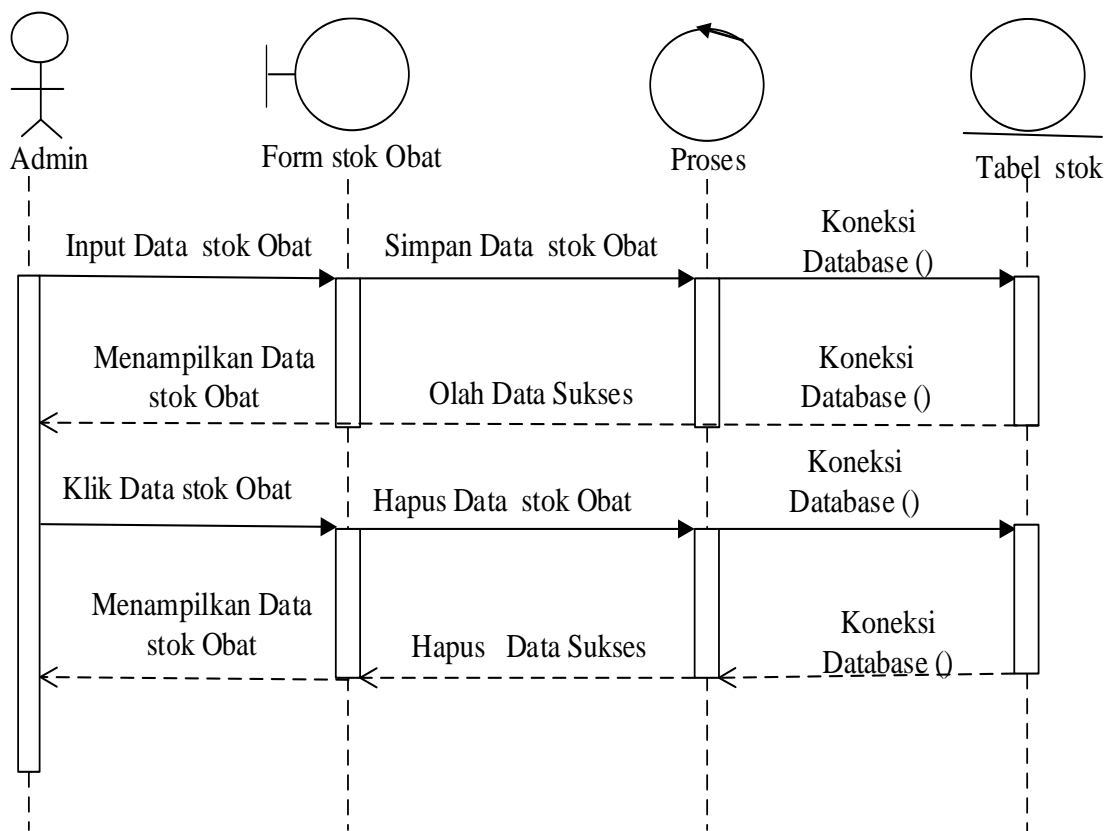 Admin
Form stok Obat
Proses
Tabel stok
Input Data stok Obat
Simpan Data stok Obat
Koneksi
Database ()
Menampilkan Data
stok Obat
Olah Data Sukses
Koneksi
Database ()
Klik Data stok Obat
Hapus Data stok Obat
Koneksi
Database ()
Menampilkan Data
stok Obat
Hapus Data Sukses
Koneksi
Database ()